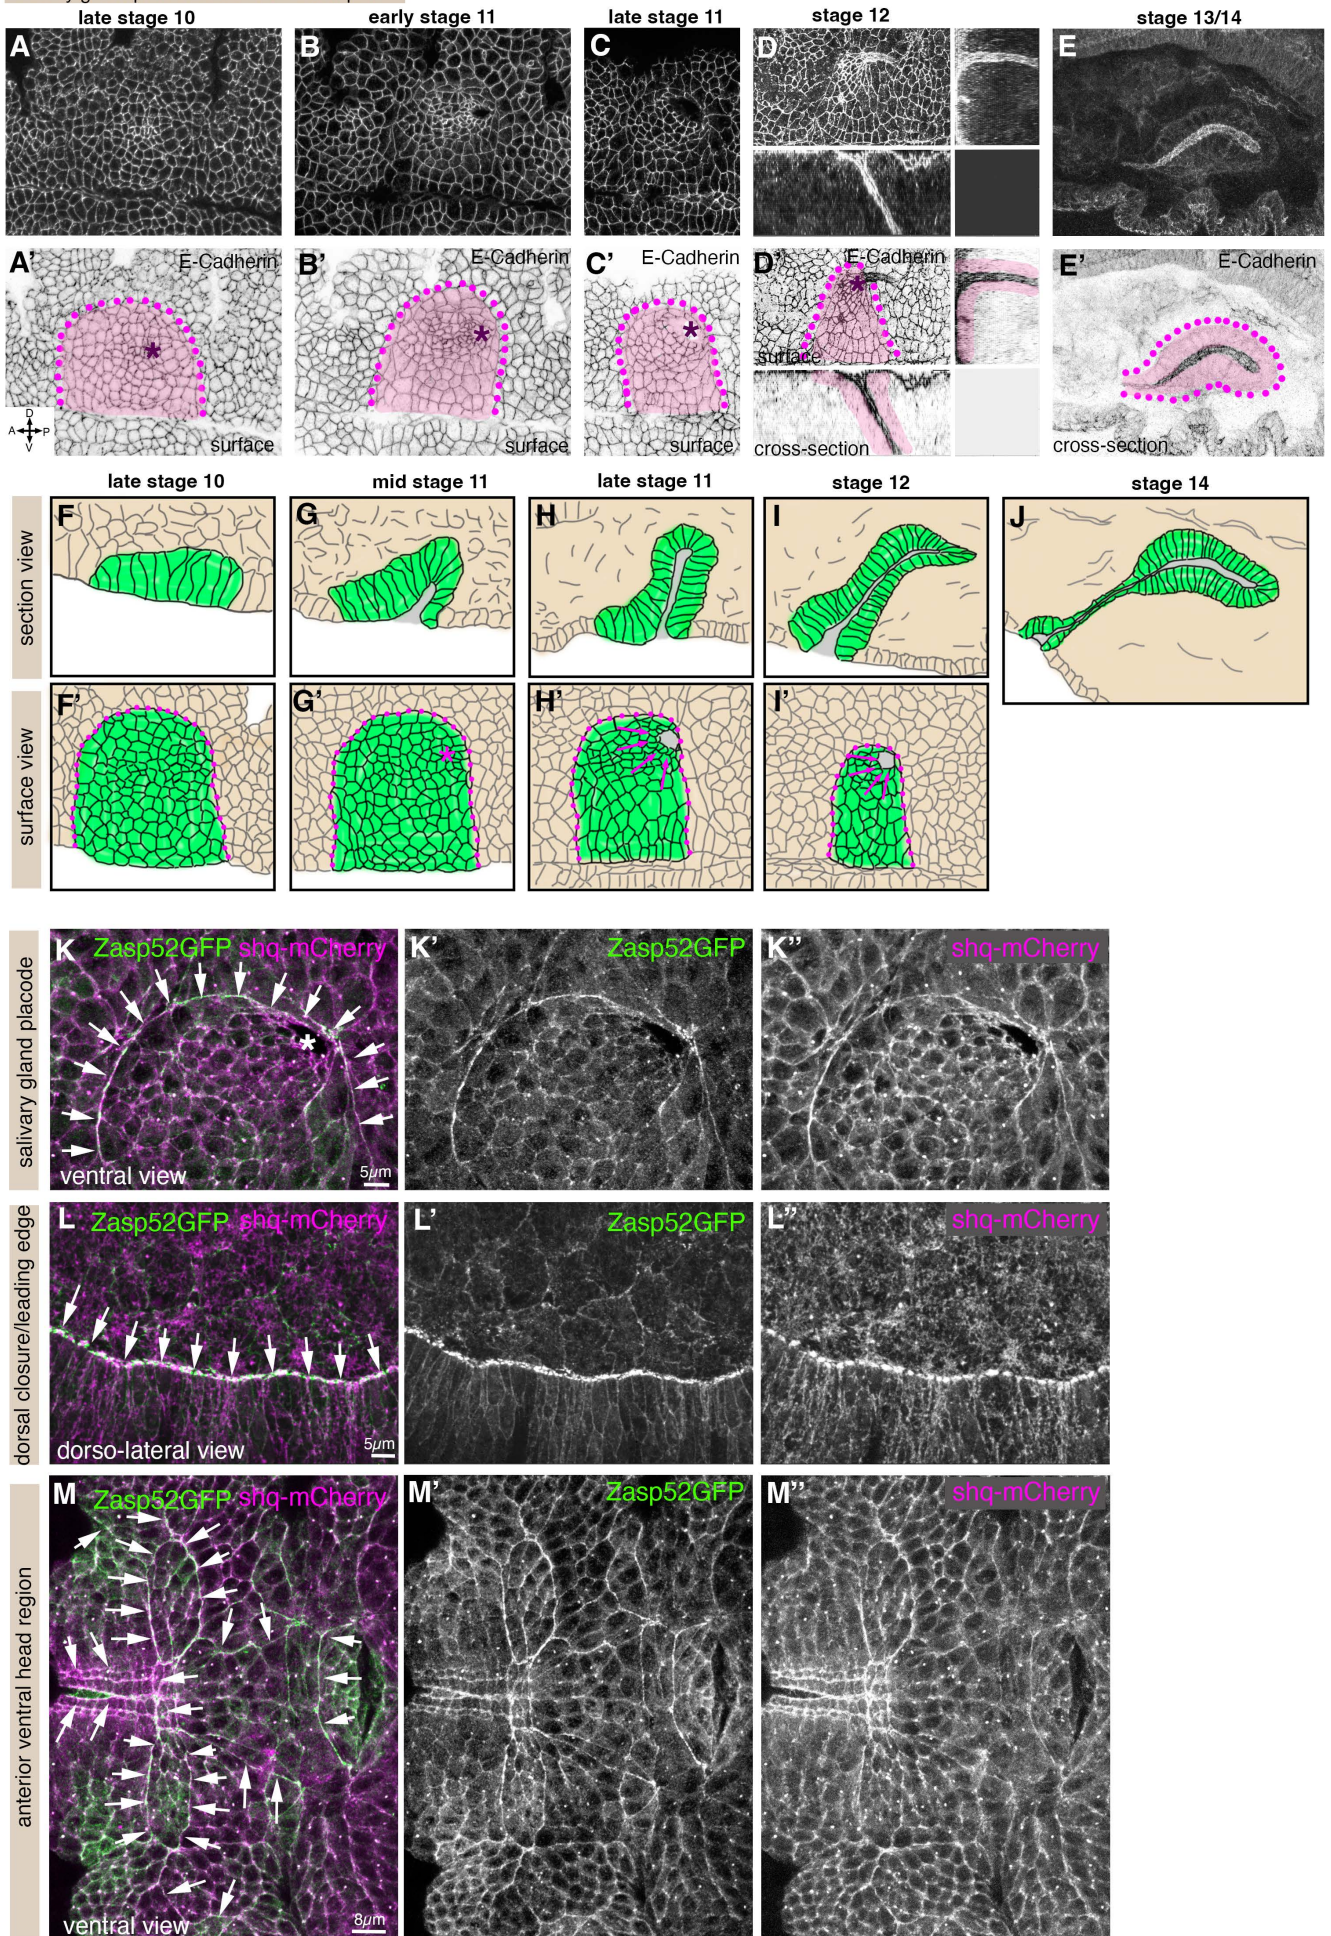 late stage 10
early stage 11
late stage 11
stage 12
stage 13/14
A
B
C
D
E
A' E-Cadherin
B' E-Cadherin
C' E-Cadherin
D' E-Cadherin
E' E-Cadherin
surface
D
A P
V
surface
surface
surface
cross-section
cross-section
late stage 10
mid stage 11
late stage 11
stage 12
stage 14
section view
F
G
H
I
J
surface view
F'
G'
H'
I'
salivary gland placode
K Zasp52GFP shq-mCherry
K' Zasp52GFP
K'' shq-mCherry
*
ventral view
5µm
dorsal closure/leading edge
L Zasp52GFP shq-mCherry
L' Zasp52GFP
L'' shq-mCherry
dorso-lateral view
5µm
anterior ventral head region
M Zasp52GFP shq-mCherry
M' Zasp52GFP
M'' shq-mCherry
ventral view
8µm